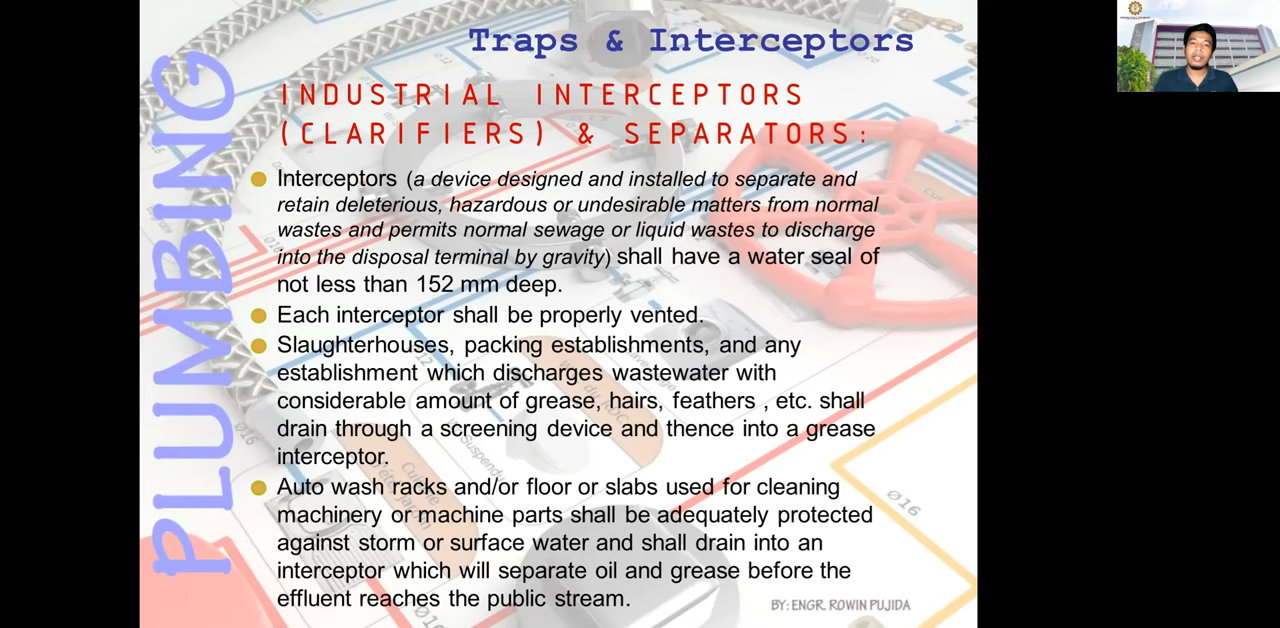 Traps & Interceptors
PLUMBING
INDUSTRIAL INTERCEPTORS
(CLARIFIERS) & SEPARATORS:
Interceptors (a device designed and installed to separate and
retain deleterious, hazardous or undesirable matters from normal
wastes and permits normal sewage or liquid wastes to discharge
into the disposal terminal by gravity) shall have a water seal of
not less than 152 mm deep.
Each interceptor shall be properly vented.
Slaughterhouses, packing establishments, and any
establishment which discharges wastewater with
considerable amount of grease, hairs, feathers , etc. shall
drain through a screening device and thence into a grease
interceptor.
Auto wash racks and/or floor or slabs used for cleaning
machinery or machine parts shall be adequately protected
against storm or surface water and shall drain into an
interceptor which will separate oil and grease before the
effluent reaches the public stream.
Ø16
Ø16
BY: ENGR. ROWIN PUJIDA